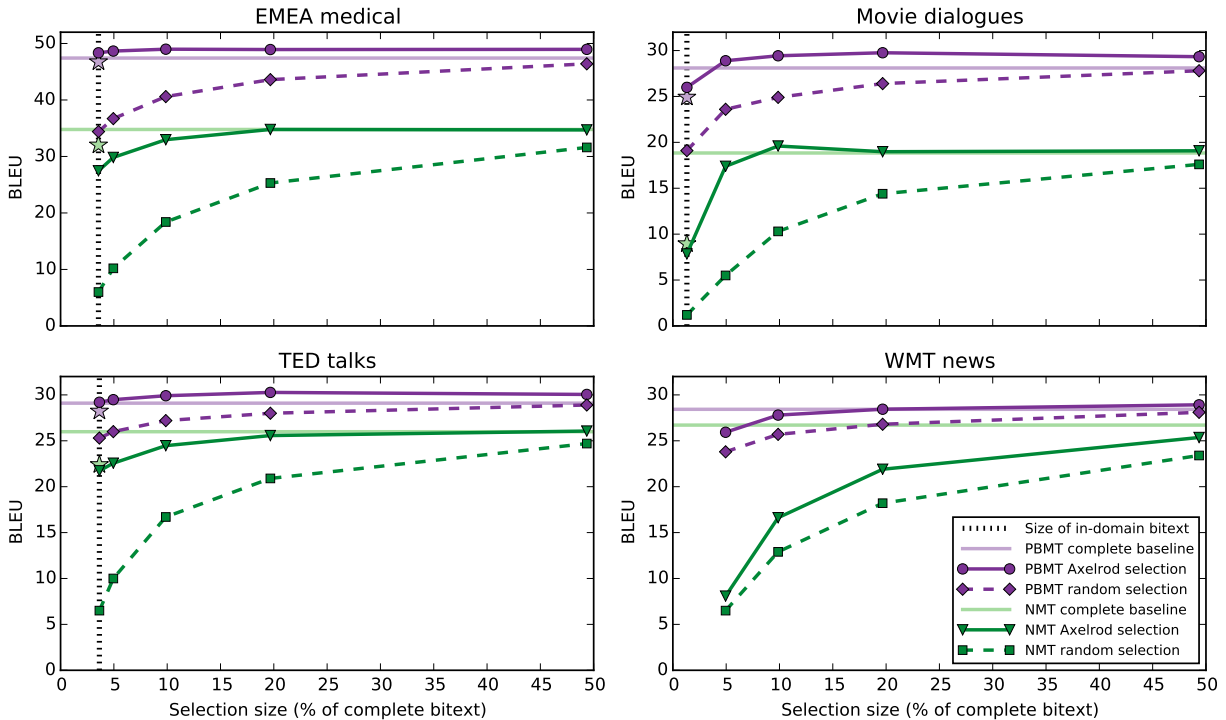 EMEA medical
50
40
30
20
10
0
BLEU
Movie dialogues
30
25
20
15
10
5
0
BLEU
TED talks
30
25
20
15
10
5
0
BLEU
0 5 10 15 20 25 30 35 40 45 50
Selection size (% of complete bitext)
WMT news
30
25
20
15
10
5
0
BLEU
0 5 10 15 20 25 30 35 40 45 50
Selection size (% of complete bitext)
Size of in-domain bitext
PBMT complete baseline
PBMT Axelrod selection
PBMT random selection
NMT complete baseline
NMT Axelrod selection
NMT random selection